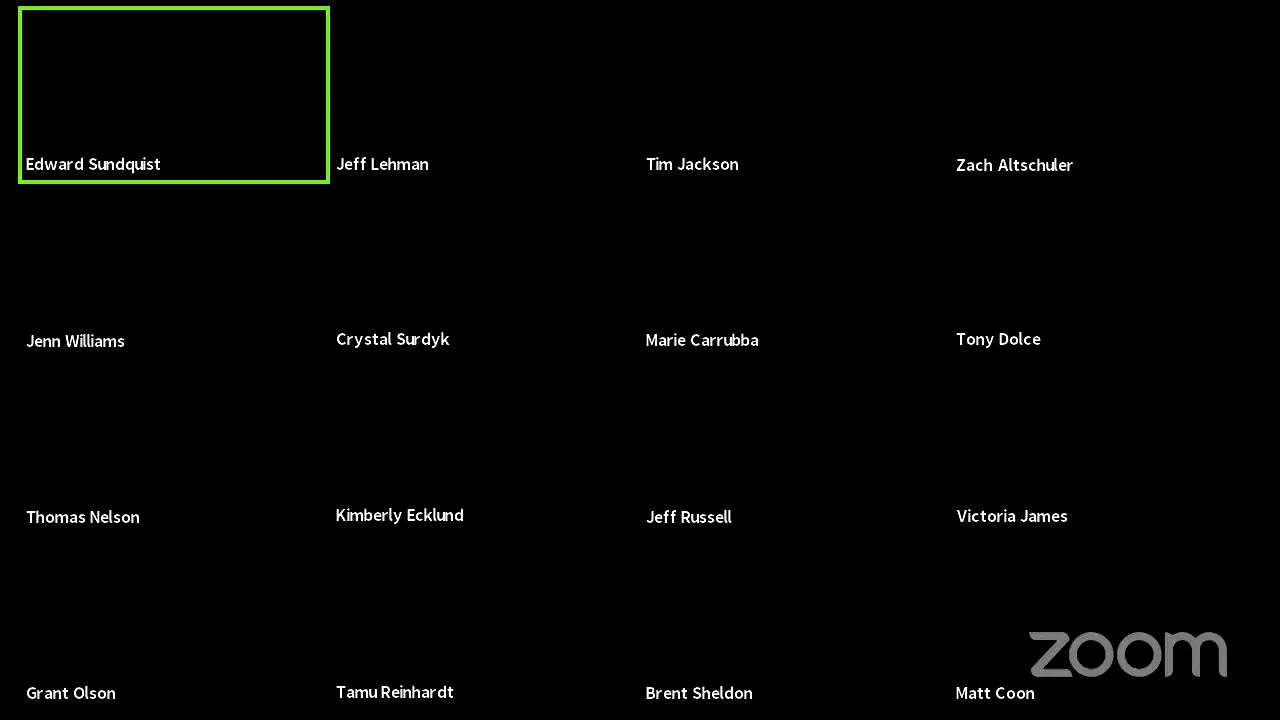 Edward Sundquist
Jeff Lehman
Tim Jackson
Zach Altschuler
Jenn Williams
Crystal Surdyk
Marie Carrubba
Tony Dolce
Thomas Nelson
Kimberly Ecklund
Jeff Russell
Victoria James
Grant Olson
Tamu Reinhardt
Brent Sheldon
Matt Coon
zoom